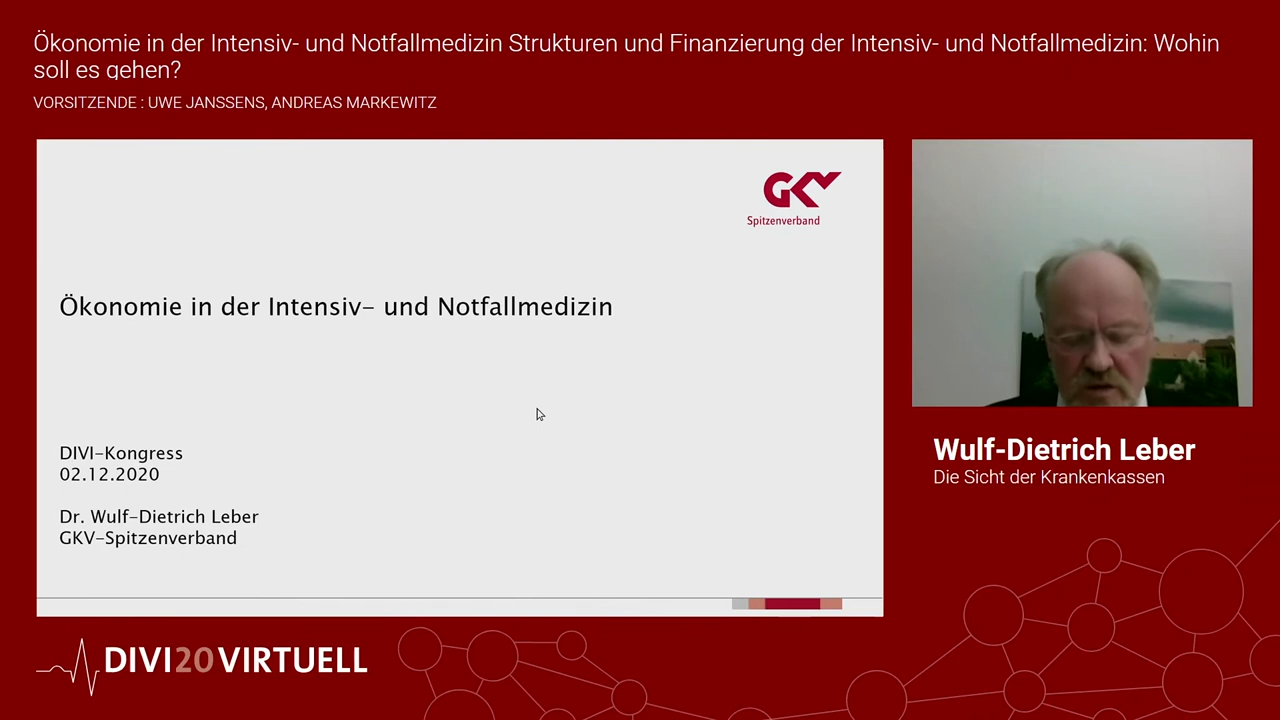 Ökonomie in der Intensiv- und Notfallmedizin Strukturen und Finanzierung der Intensiv- und Notfallmedizin: Wohin
soll es gehen?
VORSITZENDE : UWE JANSSENS, ANDREAS MARKEWITZ
GKV
Spitzenverband
Ökonomie in der Intensiv- und Notfallmedizin
DIVI-Kongress
02.12.2020
Dr. Wulf-Dietrich Leber
GKV-Spitzenverband
Wulf-Dietrich Leber
Die Sicht der Krankenkassen
DIVI20VIRTUELL